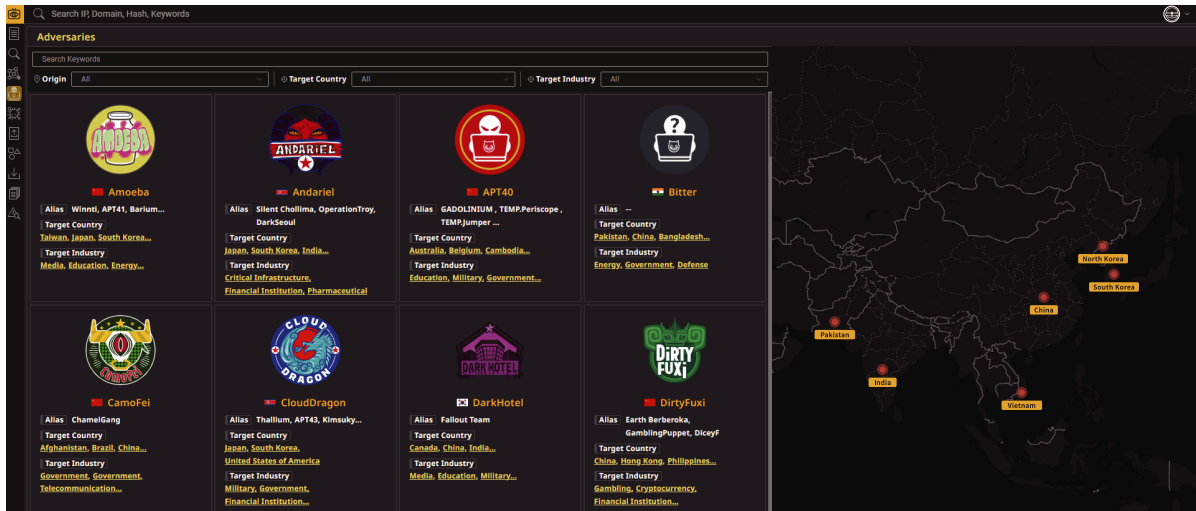 Search IP, Domain, Hash, Keywords
Adversaries
Search Keywords
Origin All
Target Country All
Target Industry All
AMOEBA
Amoeba
Alias Winnti, APT41, Barium...
Target Country
Taiwan, Japan, South Korea...
Target Industry
Media, Education, Energy...
ANDARIEL
Andariel
Alias Silent Chollima, OperationTroy,
DarkSeoul
Target Country
Japan, South Korea, India...
Target Industry
Critical Infrastructure,
Financial Institution, Pharmaceutical
APT40
Alias GADOLINIUM , TEMP.Periscope ,
TEMP.Jumper ...
Target Country
Australia, Belgium, Cambodia...
Target Industry
Education, Military, Government...
?
Bitter
Alias --
Target Country
Pakistan, China, Bangladesh...
Target Industry
Energy, Government, Defense
CamoFei
CamoFei
Alias ChamelGang
Target Country
Afghanistan, Brazil, China...
Target Industry
Government, Government,
Telecommunication...
CLOUD
DRAGON
CloudDragon
Alias Thallium, APT43, Kimsuky...
Target Country
Japan, South Korea,
United States of America
Target Industry
Military, Government,
Financial Institution...
DARK HOTEL
DarkHotel
Alias Fallout Team
Target Country
Canada, China, India...
Target Industry
Media, Education, Military...
DiRTY
FUXi
DirtyFuxi
Alias Earth Berberoka,
GamblingPuppet, DiceyF
Target Country
China, Hong Kong, Philippines...
Target Industry
Gambling, Cryptocurrency,
Financial Institution...
North Korea
South Korea
China
Pakistan
India
Vietnam